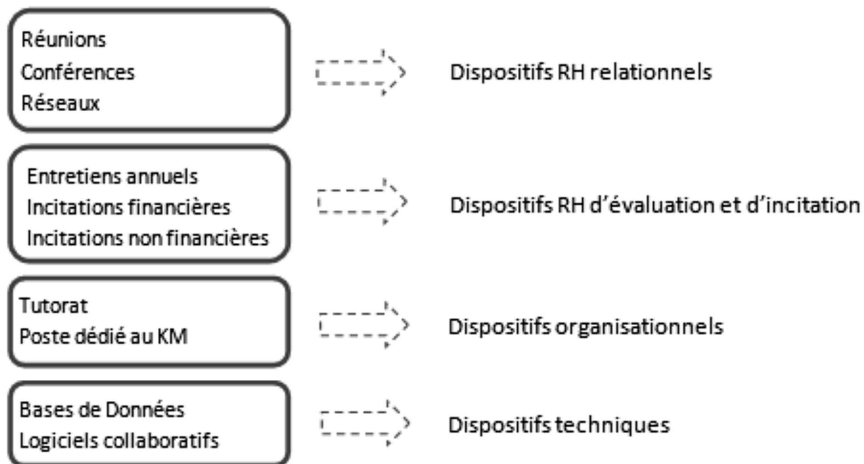 Réunions
Conférences
Réseaux
Dispositifs RH relationnels
Entretiens annuels
Incitations financières
Incitations non financières
Dispositifs RH d'évaluation et d'incitation
Tutorat
Poste dédié au KM
Dispositifs organisationnels
Bases de Données
Logiciels collaboratifs
Dispositifs techniques